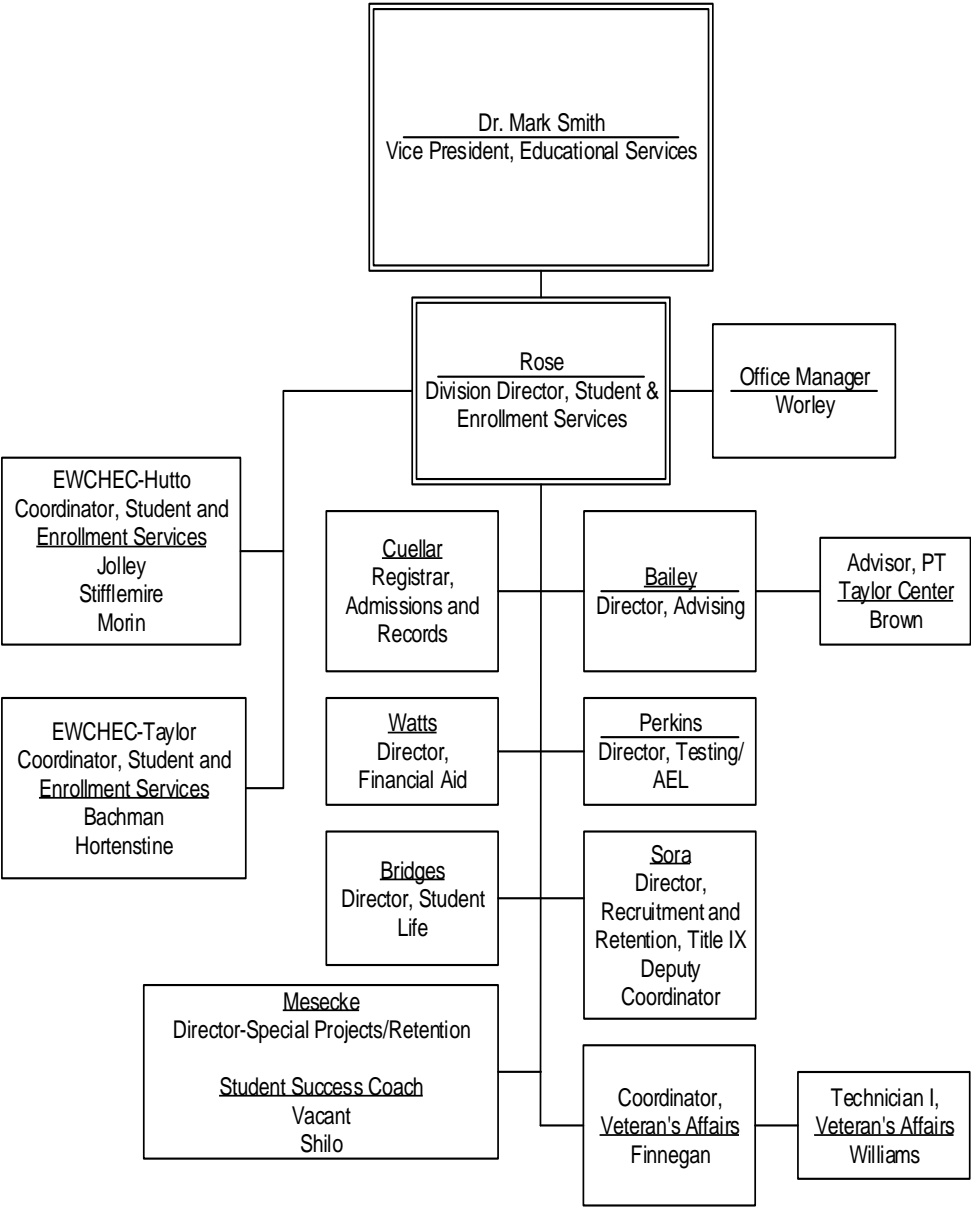 Dr. Mark Smith
Vice President, Educational Services
Rose
Division Director, Student &
Enrollment Services
Office Manager
Worley
EWCHEC-Hutto
Coordinator, Student and
Enrollment Services
Jolley
Stifflemire
Morin
EWCHEC-Taylor
Coordinator, Student and
Enrollment Services
Bachman
Hortenstine
Cuellar
Registrar,
Admissions and
Records
Bailey
Director, Advising
Advisor, PT
Taylor Center
Brown
Watts
Director,
Financial Aid
Perkins
Director, Testing/
AEL
Bridges
Director, Student
Life
Sora
Director,
Recruitment and
Retention, Title IX
Deputy
Coordinator
Mesecke
Director-Special Projects/Retention
Student Success Coach
Vacant
Shilo
Coordinator,
Veteran's Affairs
Finnegan
Technician I,
Veteran's Affairs
Williams